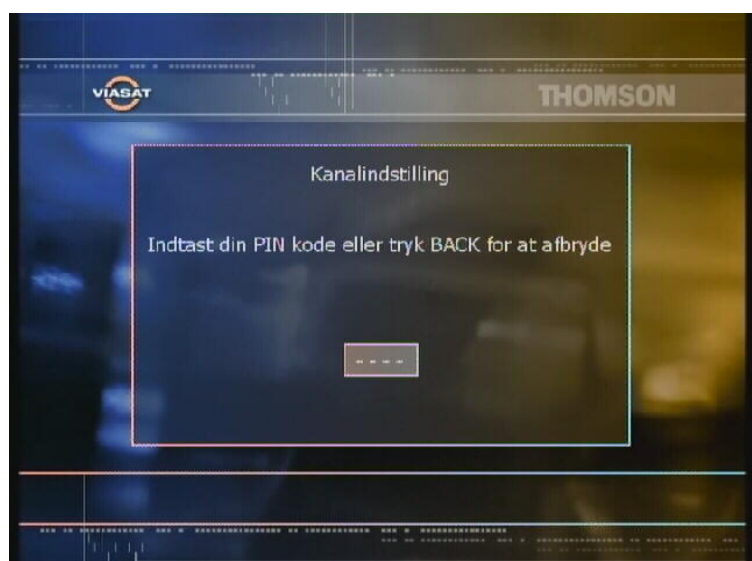 VIASAT
THOMSON
Kanalindstilling
Indtast din PIN kode eller tryk BACK for at afbryde
- - - -